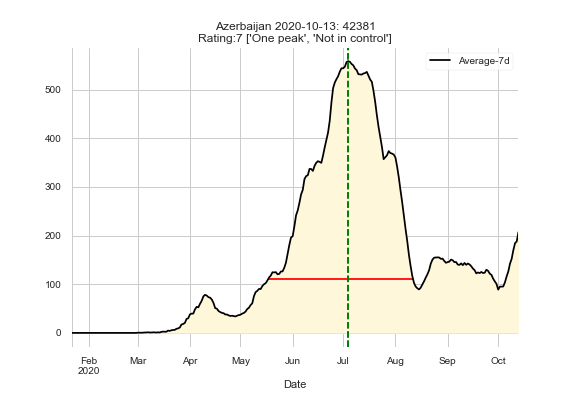 Azerbaijan 2020-10-13: 42381
Rating:7 ['One peak', 'Not in control']
Average-7d
500
400
300
200
100
0
Feb Mar Apr May Jun Jul Aug Sep Oct
2020
Date